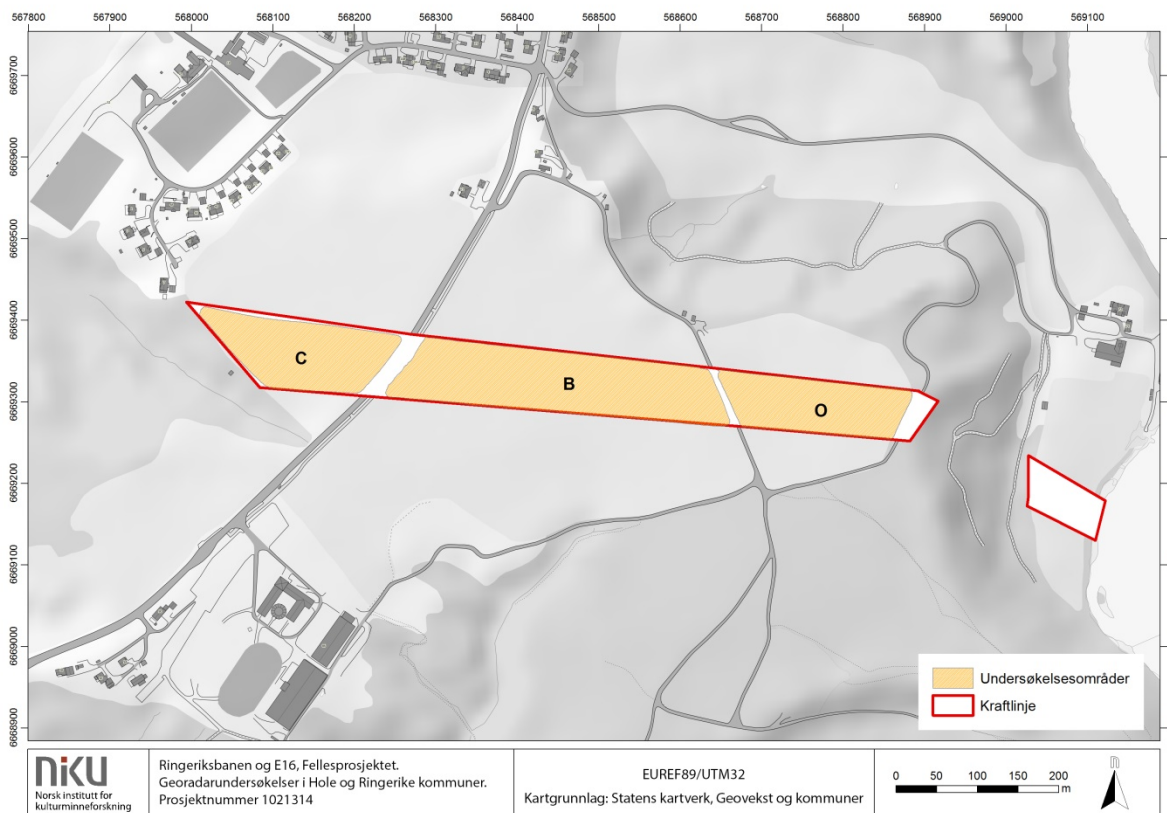 567800 567900 568000 568100 568200 568300 568400 568500 568600 568700 568800 568900 569000 569100
6669700
6669600
6669500
6669400
6669300
6669200
6669100
6669000
6668900
C
B
O
Undersøkelsesområder
Kraftlinje
niku
Norsk institutt for
kulturminneforskning
Ringeriksbanen og E16, Fellesprosjektet.
Georadarundersøkelser i Hole og Ringerike kommuner.
Prosjektnummer 1021314
EUREF89/UTM32
Kartgrunnlag: Statens kartverk, Geovekst og kommuner
0 50 100 150 200
m
n